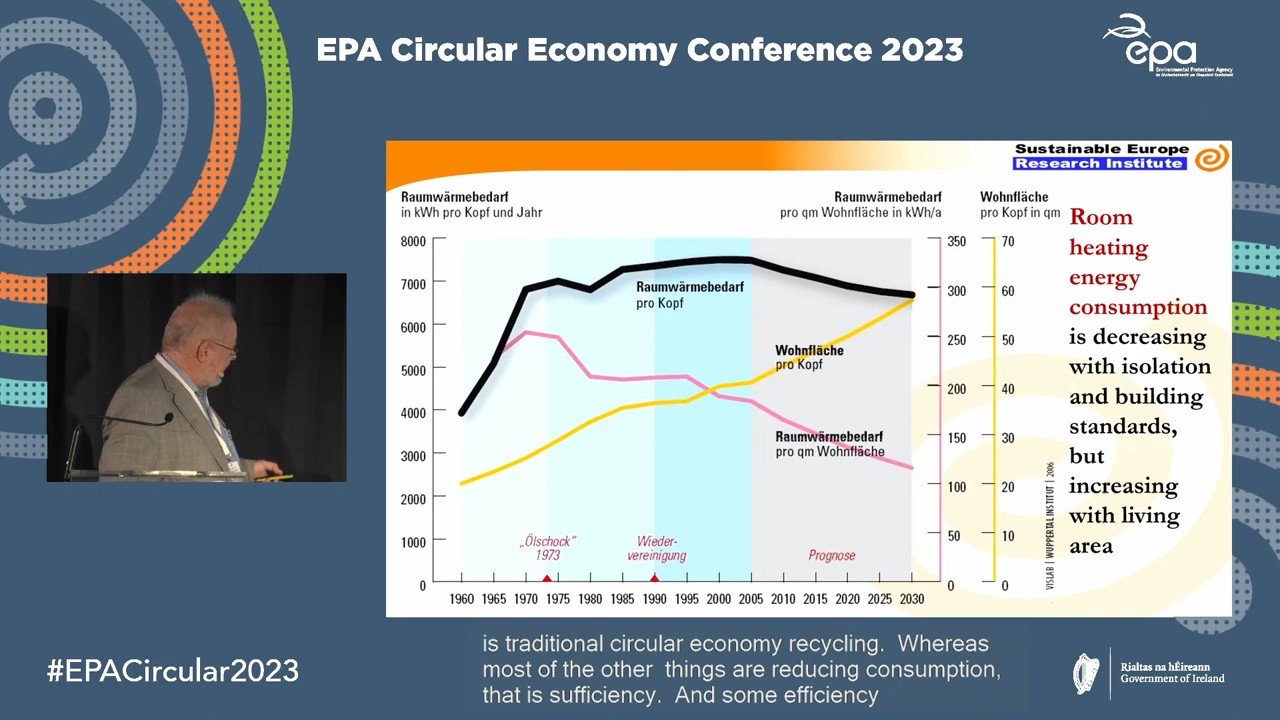 EPA Circular Economy Conference 2023
epa
Environmental Protection Agency
Sustainable Europe
Research Institute
Raumwärmebedarf
in kWh pro Kopf und Jahr
Raumwärmebedarf
pro qm Wohnfläche in kWh/a
Wohnfläche
pro Kopf in qm
8000
7000
6000
5000
4000
3000
2000
1000
0
Raumwärmebedarf
pro Kopf
Wohnfläche
pro Kopf
Raumwärmebedarf
pro qm Wohnfläche
„Ölschock“
1973
Wieder-
vereinigung
Prognose
350
300
250
200
150
100
50
0
70
60
50
40
30
20
10
0
1960 1965 1970 1975 1980 1985 1990 1995 2000 2005 2010 2015 2020 2025 2030
VISLAB | WUPPERTAL INSTITUT | 2006
Room
heating
energy
consumption
is decreasing
with isolation
and building
standards,
but
increasing
with living
area
#EPACircular2023
is traditional circular economy recycling. Whereas
most of the other things are reducing consumption,
that is sufficiency. And some efficiency
Rialtas na hÉireann
Government of Ireland